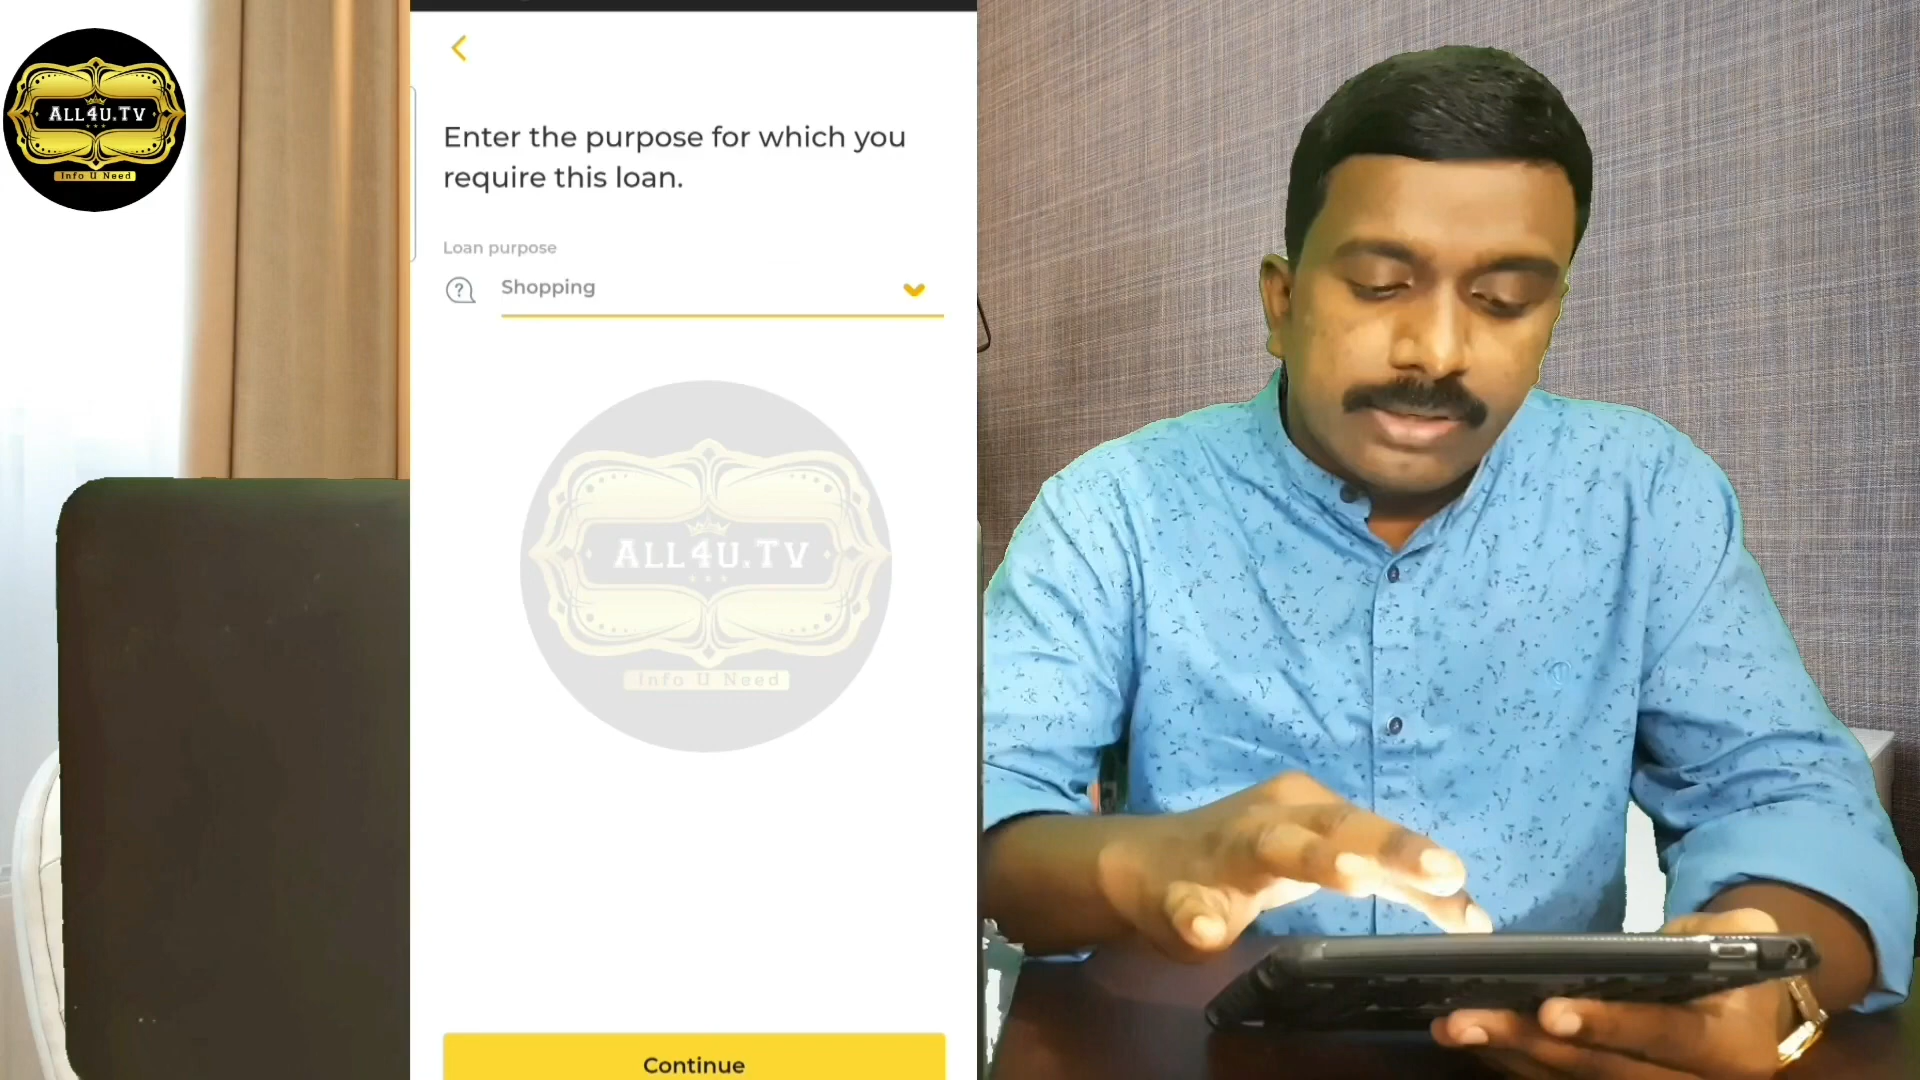 ALL4U.TV
Info U Need
Enter the purpose for which you
require this loan.
Loan purpose
?
Shopping
ALL4U.TV
Info U Need
Continue